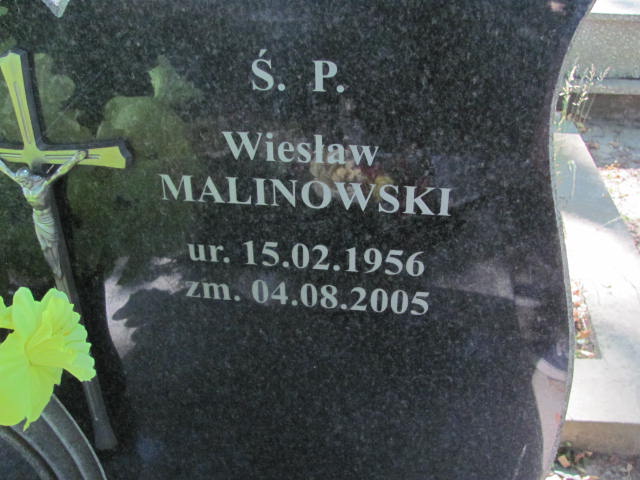 Ś. P.
Wiesław
MALINOWSKI
ur. 15.02.1956
zm. 04.08.2005